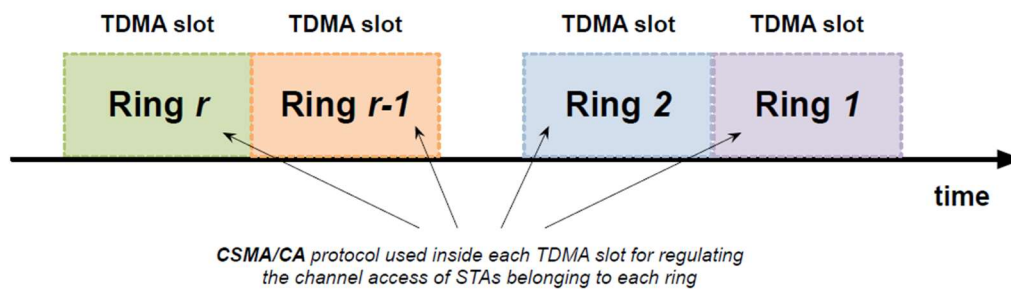 TDMA slot TDMA slot TDMA slot TDMA slot
Ring r Ring r-1 Ring 2 Ring 1
time
CSMA/CA protocol used inside each TDMA slot for regulating
the channel access of STAs belonging to each ring